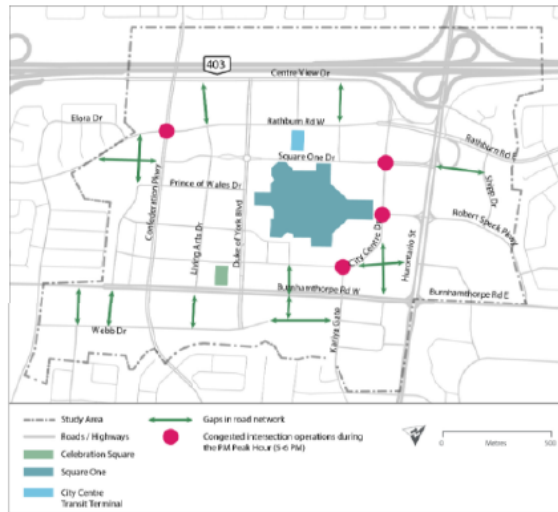 403
Centre View Dr
Elora Dr
Rathburn Rd W
Rathburn Rd E
Square One Dr
Shipp Dr
Prince of Wales Dr
Confederation Pkwy
Living Arts Dr
Duke of York Blvd
City Centre Dr
Hurontario St
Robert Speck Pkwy
Burnhamthorpe Rd W
Burnhamthorpe Rd E
Webb Dr
Kariya Gate
Study Area
Roads / Highways
Celebration Square
Square One
City Centre
Transit Terminal
Gaps in road network
Congested intersection operations during
the PM Peak Hour (5-6 PM)
0
Metres
500